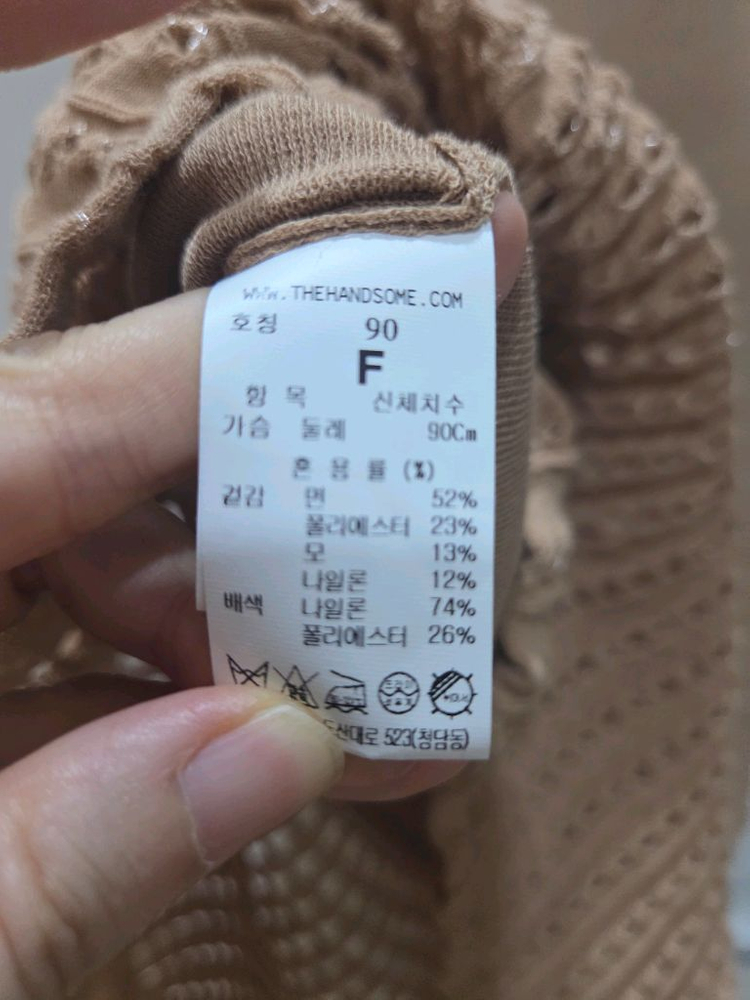 WWW.THEHANDSOME.COM
호칭 90
F
항 목 신체치수
가슴 둘레 90Cm
혼 용 률 (%)
겉감 면 52%
폴리에스터 23%
모 13%
나일론 12%
배색 나일론 74%
폴리에스터 26%
도산대로 523(청담동)